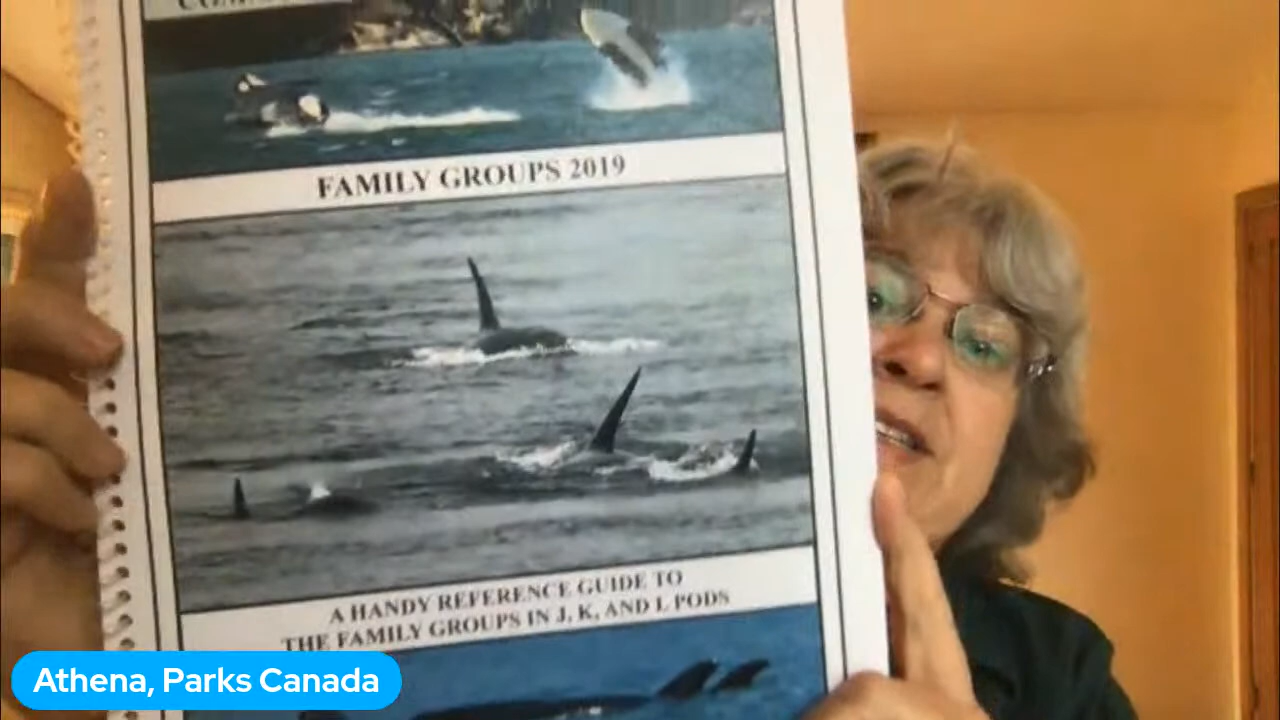 FAMILY GROUPS 2019
A HANDY REFERENCE GUIDE TO
THE FAMILY GROUPS IN J, K, AND L PODS
Athena, Parks Canada